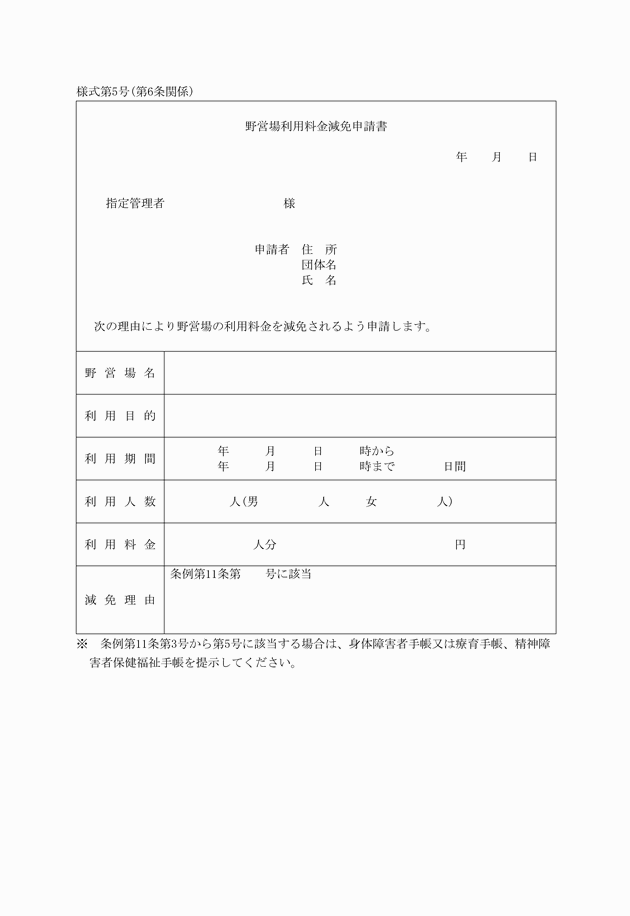 様式第5号(第6条関係)
野営場利用料金減免申請書
年　　月　　日
指定管理者　　　　　　　　　　様
申請者　住　所
団体名
氏　名
次の理由により野営場の利用料金を減免されるよう申請します。
野営場名
利用目的
利用期間
年　　　月　　　日　　　時から
年　　　月　　　日　　　時まで　　　　日間
利用人数　　人(男　　　　　人　　　女　　　　　人)
利用料金　　人分　　　　　　　　　　　　　　　円
条例第11条第　　号に該当
減免理由
※　条例第11条第3号から第5号に該当する場合は、身体障害者手帳又は療育手帳、精神障
害者保健福祉手帳を提示してください。